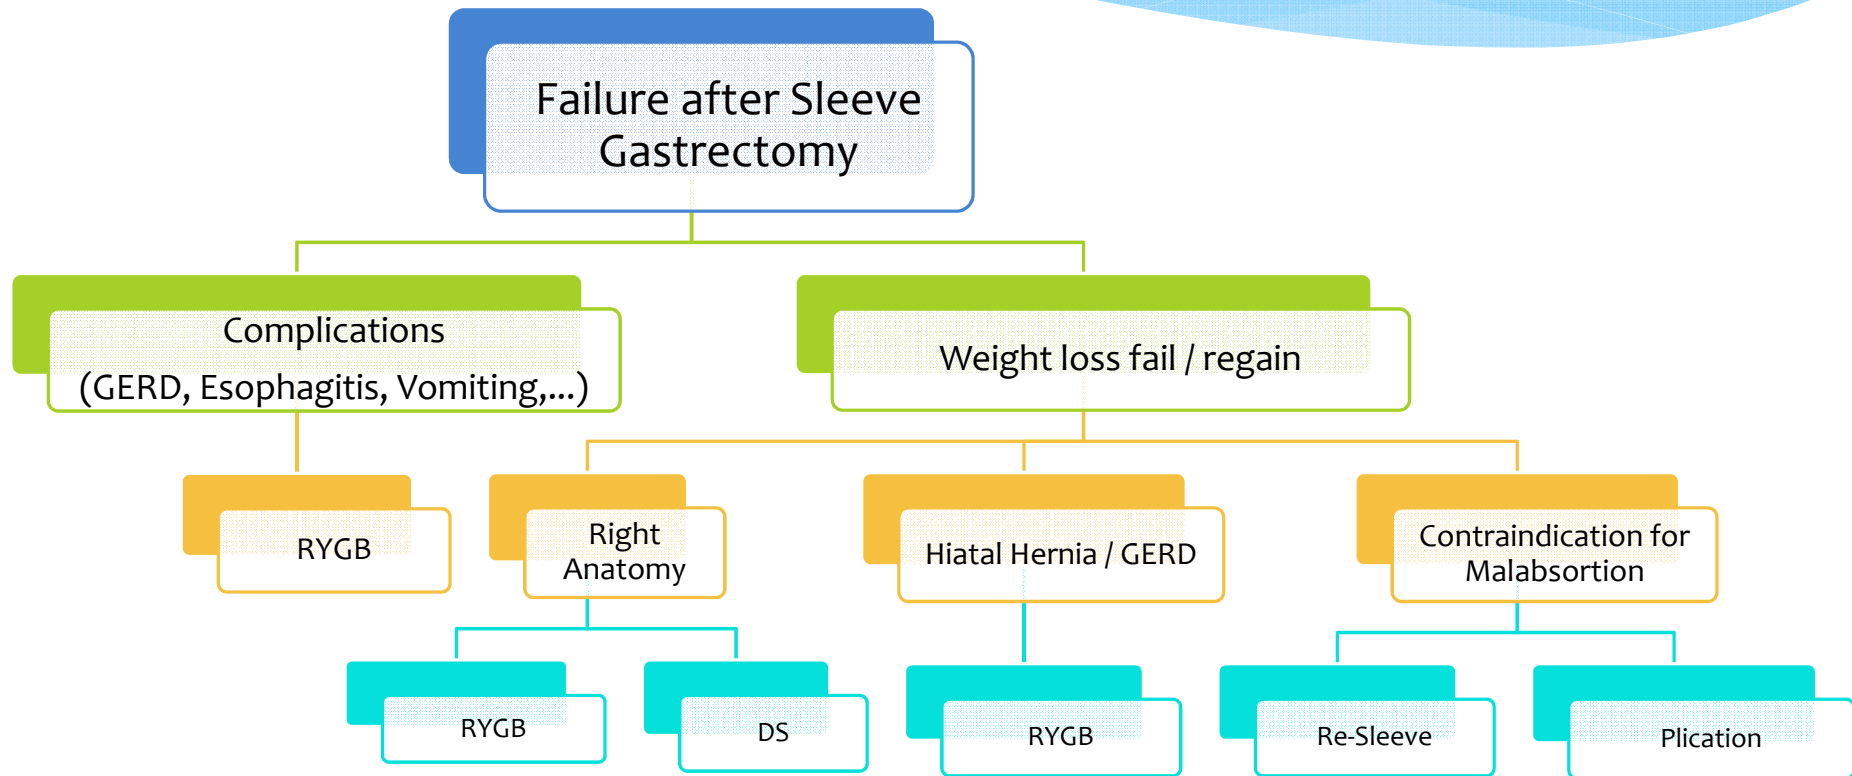 Failure after Sleeve
Gastrectomy
Complications
(GERD, Esophagitis, Vomiting,...)
Weight loss fail / regain
RYGB
Right
Anatomy
Hiatal Hernia / GERD
Contraindication for
Malabsortion
RYGB
DS
RYGB
Re-Sleeve
Plication